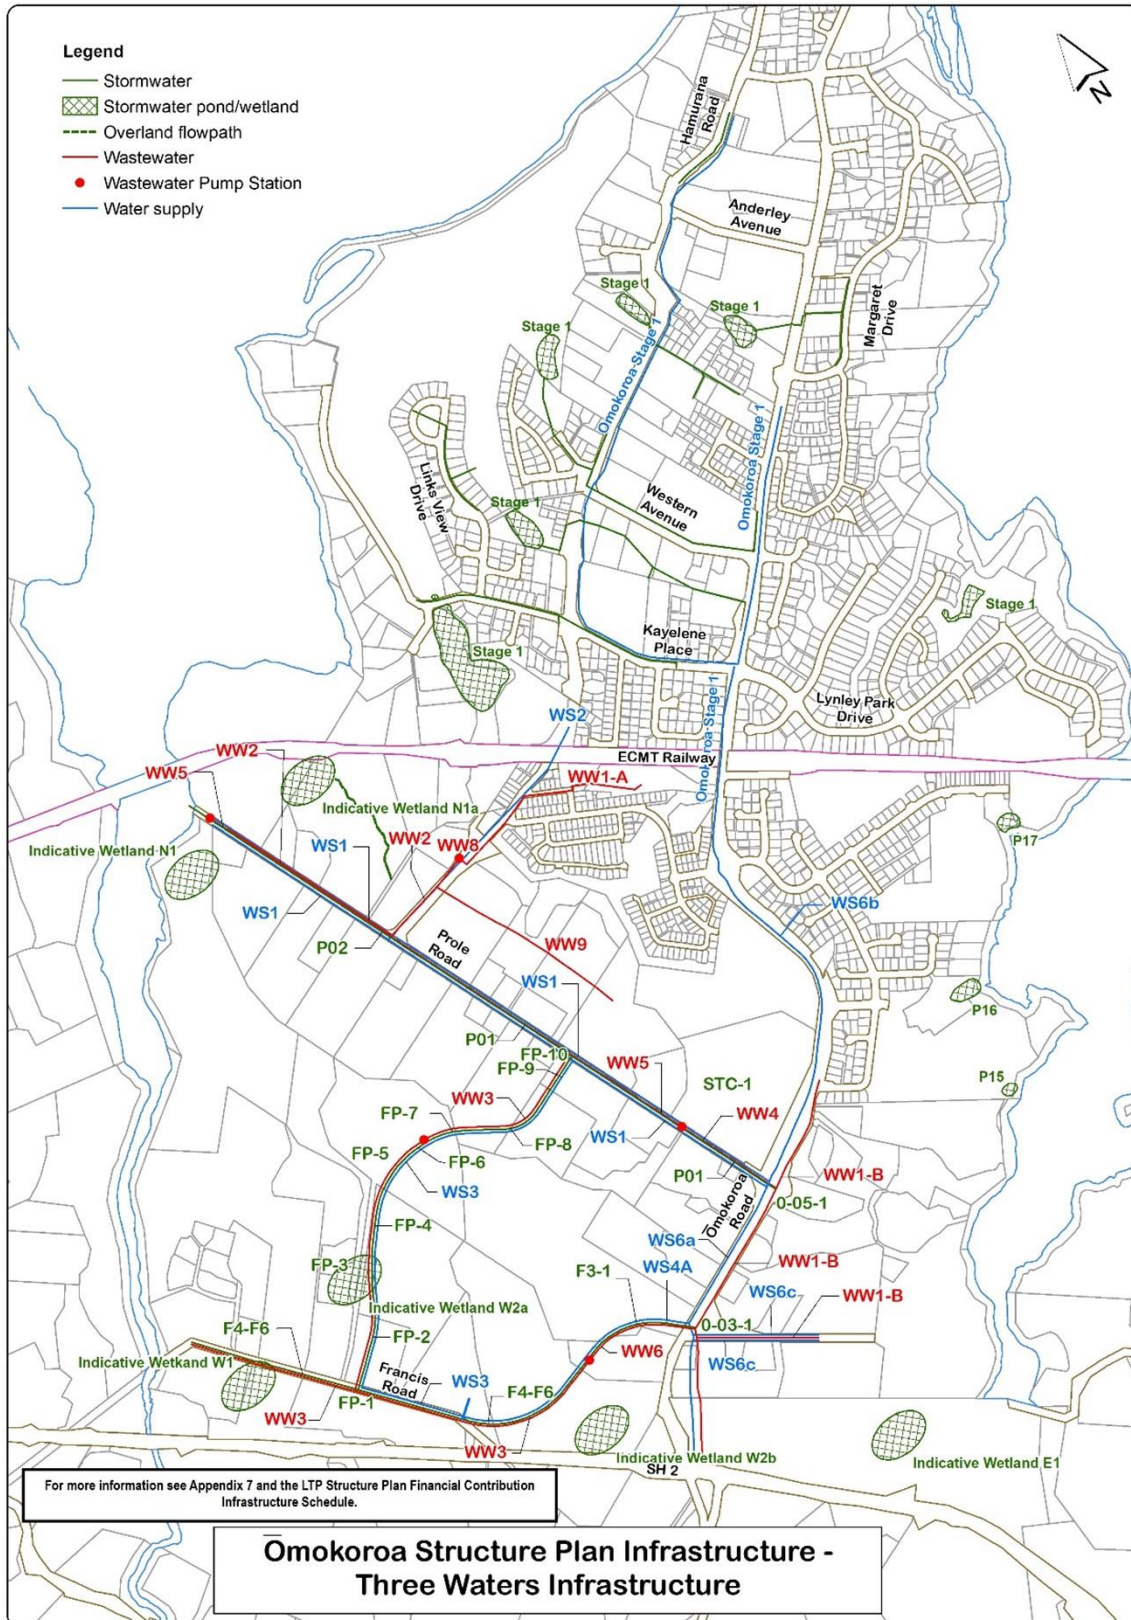 Legend
Stormwater
Stormwater pond/wetland
Overland flowpath
Wastewater
Wastewater Pump Station
Water supply
N
Hamurana
Road
Anderley
Avenue
Margaret
Drive
Stage 1
Stage 1
Stage 1
Omokoroa Stage 1
Omokoroa Stage 1
Links View
Drive
Stage 1
Western
Avenue
Stage 1
Kayelene
Place
Stage 1
Lynley Park
Drive
Omokoroa Stage 1
WS2
ECMT Railway
WW2
WW5
WW1-A
Indicative Wetland N1a
P17
WW2
WW8
WS1
Indicative Wetland N1
WS1
WS6b
P02
Prole
Road
WW9
WS1
P16
P01
FP-10
FP-9
WW5
STC-1
P15
WW3
FP-7
WW4
FP-8
WS1
FP-5
FP-6
P01
WW1-B
WS3
Ōmokoroa
Road
0-05-1
FP-4
WS6a
FP-3
F3-1
WS4A
WW1-B
WS6c
WW1-B
Indicative Wetland W2a
0-03-1
F4-F6
FP-2
WW6
WS6c
Indicative Wetkand W1
Francis
Road
WS3
F4-F6
FP-1
WW3
WW3
Indicative Wetland W2b
Indicative Wetland E1
SH 2
For more information see Appendix 7 and the LTP Structure Plan Financial Contribution
Infrastructure Schedule.
Ōmokoroa Structure Plan Infrastructure -
Three Waters Infrastructure